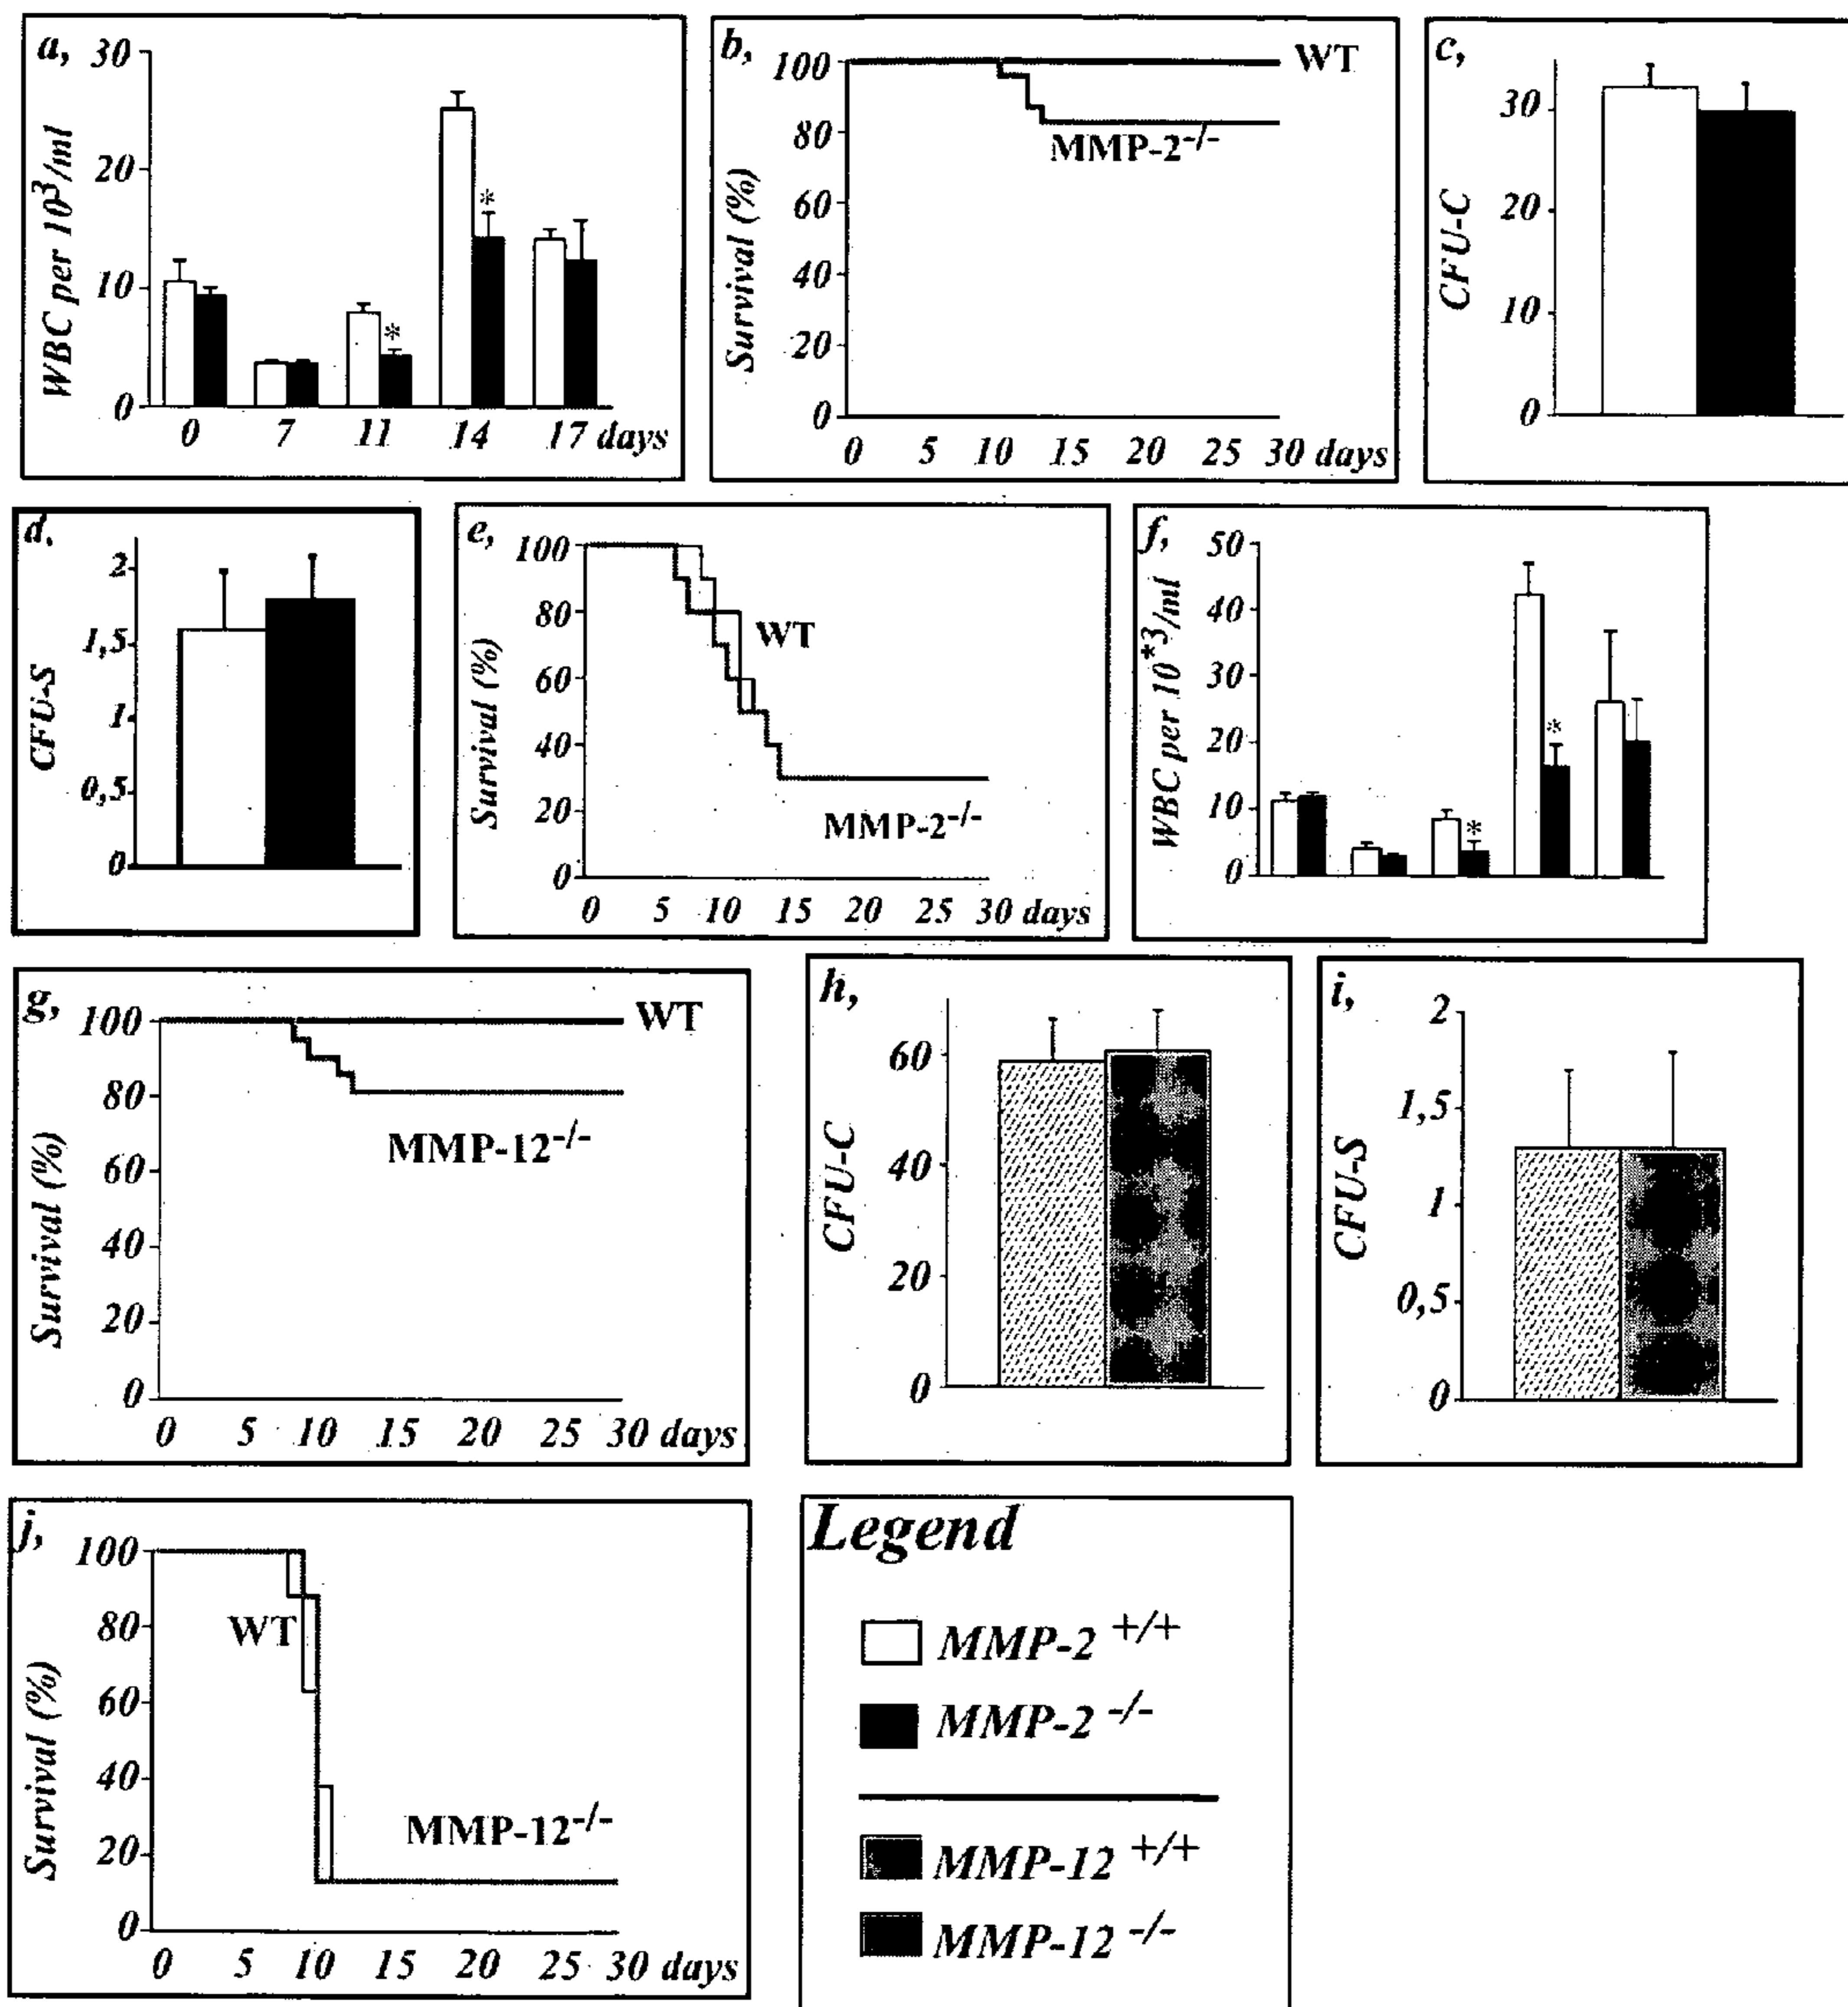 a,
30
20
10
0
WBC per 10³/ml
0 7 11 14 17 days
*
*
b,
100
80
60
40
20
0
Survival (%)
WT
MMP-2-/-
0 5 10 15 20 25 30 days
c,
30
20
10
0
CFU-C
d.
2
1,5
1
0,5
0
CFU-S
e,
100
80
60
40
20
0
Survival (%)
WT
MMP-2-/-
0 5 10 15 20 25 30 days
f,
50
40
30
20
10
0
WBC per 10*3/ml
*
*
g,
100
80
60
40
20
0
Survival (%)
WT
MMP-12-/-
0 5 10 15 20 25 30 days
h,
60
40
20
0
CFU-C
i,
2
1,5
1
0,5
0
CFU-S
j,
100
80
60
40
20
0
Survival (%)
WT
MMP-12-/-
0 5 10 15 20 25 30 days
Legend
MMP-2 +/+
MMP-2 -/-
MMP-12 +/+
MMP-12 -/-